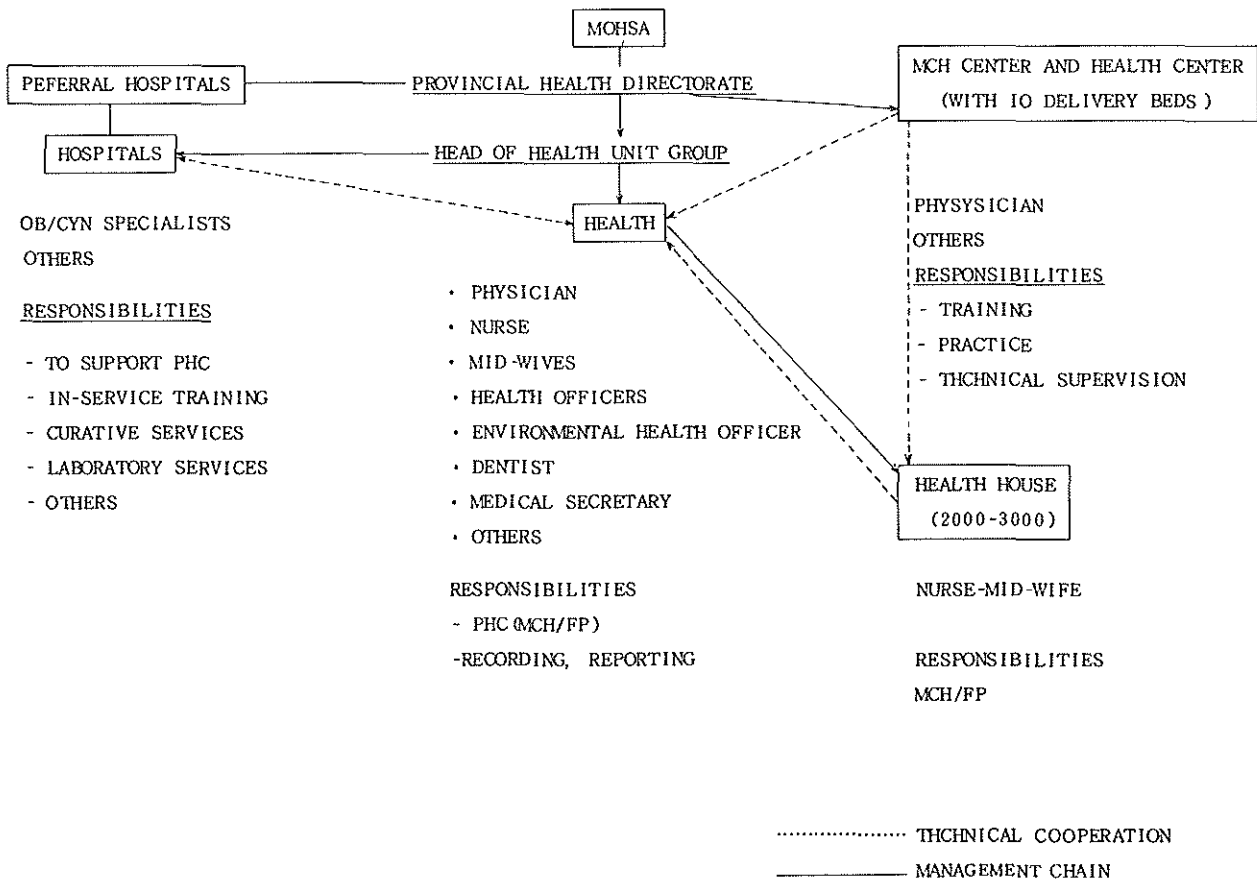 MOHSA
PEFERRAL HOSPITALS
PROVINCIAL HEALTH DIRECTORATE
MCH CENTER AND HEALTH CENTER
(WITH IO DELIVERY BEDS)
HOSPITALS
HEAD OF HEALTH UNIT GROUP
HEALTH
OB/CYN SPECIALISTS
OTHERS
RESPONSIBILITIES
- TO SUPPORT PHC
- IN-SERVICE TRAINING
- CURATIVE SERVICES
- LABORATORY SERVICES
- OTHERS
· PHYSICIAN
· NURSE
· MID-WIVES
· HEALTH OFFICERS
· ENVIRONMENTAL HEALTH OFFICER
· DENTIST
· MEDICAL SECRETARY
· OTHERS
RESPONSIBILITIES
- PHC (MCH/FP)
-RECORDING, REPORTING
PHYSYSICIAN
OTHERS
RESPONSIBILITIES
- TRAINING
- PRACTICE
- THCHNICAL SUPERVISION
HEALTH HOUSE
(2000-3000)
NURSE-MID-WIFE
RESPONSIBILITIES
MCH/FP
THCHNICAL COOPERATION
MANAGEMENT CHAIN